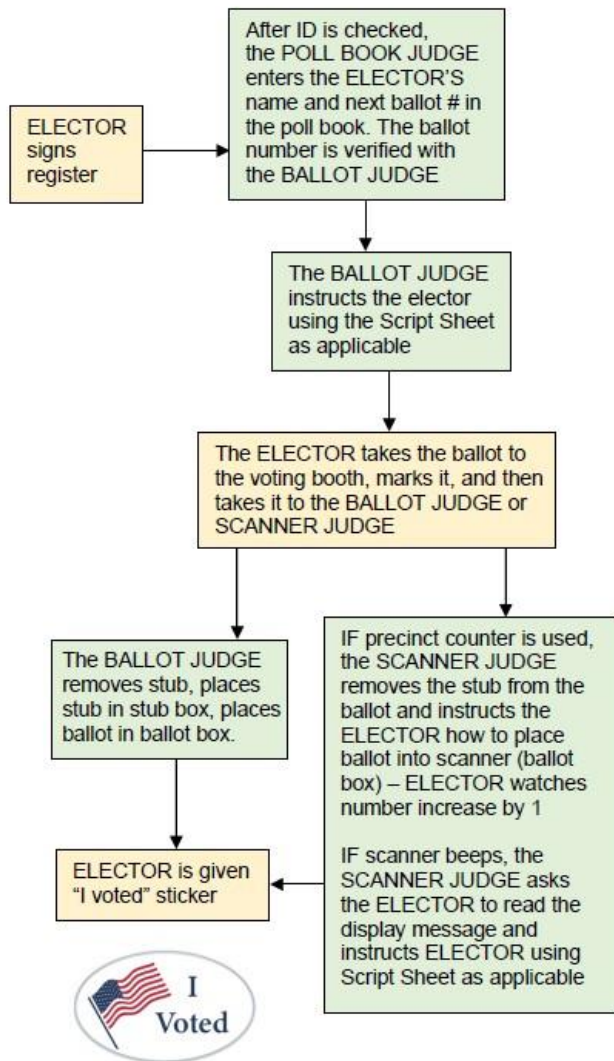 After ID is checked,
the POLL BOOK JUDGE
enters the ELECTOR'S
name and next ballot # in
the poll book. The ballot
number is verified with
the BALLOT JUDGE
ELECTOR
signs
register
The BALLOT JUDGE
instructs the elector
using the Script Sheet
as applicable
The ELECTOR takes the ballot to
the voting booth, marks it, and then
takes it to the BALLOT JUDGE or
SCANNER JUDGE
The BALLOT JUDGE
removes stub, places
stub in stub box, places
ballot in ballot box.
IF precinct counter is used,
the SCANNER JUDGE
removes the stub from the
ballot and instructs the
ELECTOR how to place
ballot into scanner (ballot
box) – ELECTOR watches
number increase by 1
IF scanner beeps, the
SCANNER JUDGE asks
the ELECTOR to read the
display message and
instructs ELECTOR using
Script Sheet as applicable
ELECTOR is given
“I voted” sticker
I
Voted